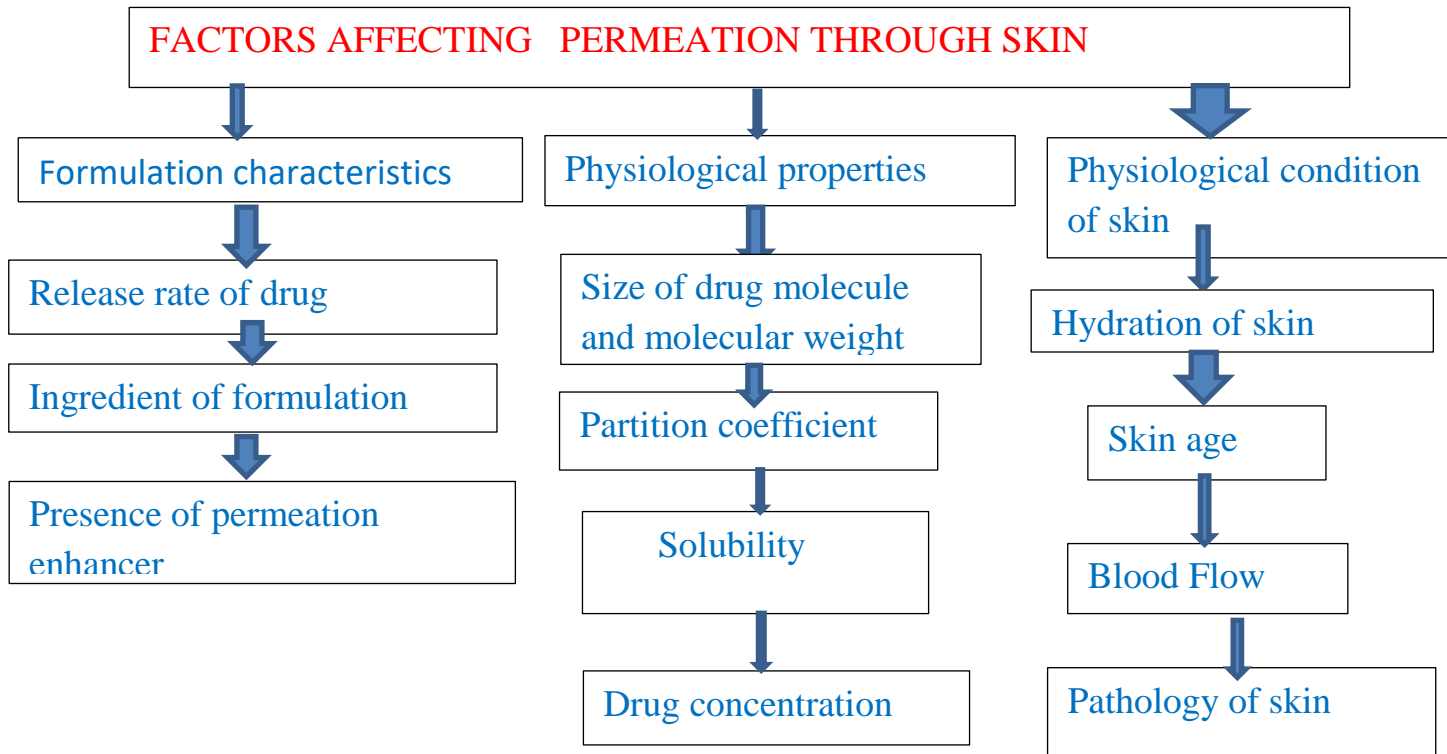 FACTORS AFFECTING PERMEATION THROUGH SKIN
Formulation characteristics
Release rate of drug
Ingredient of formulation
Presence of permeation
enhancer
Physiological properties
Size of drug molecule
and molecular weight
Partition coefficient
Solubility
Drug concentration
Physiological condition
of skin
Hydration of skin
Skin age
Blood Flow
Pathology of skin